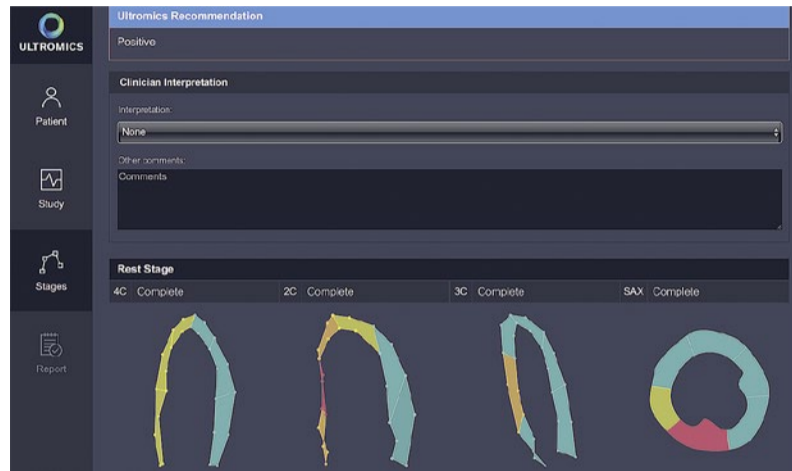 Ultromics Recommendation
ULTROMICS
Positive
Clinician Interpretation
Patient
Interpretation:
None
Other comments:
Comments
Study
Rest Stage
Stages
4C Complete 2C Complete 3C Complete SAX Complete
Report